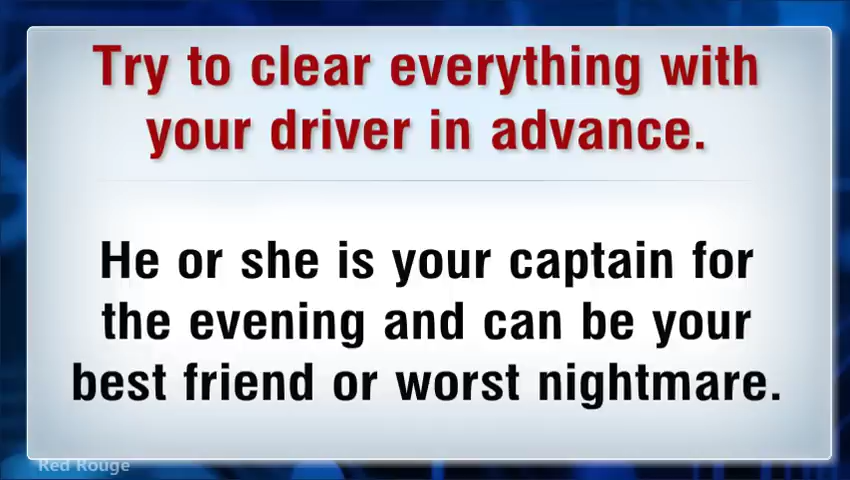 Try to clear everything with
your driver in advance.
He or she is your captain for
the evening and can be your
best friend or worst nightmare.
Red Rouge